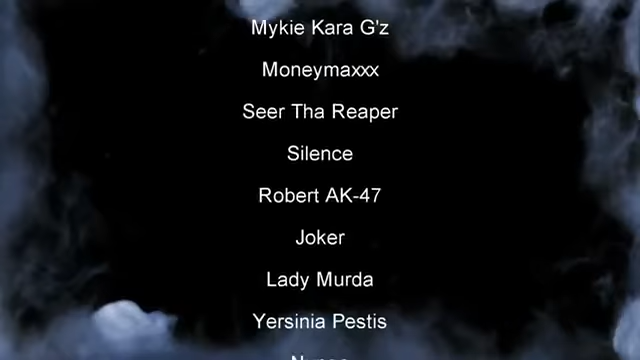 Mykie Kara G'z
Moneymaxxx
Seer Tha Reaper
Silence
Robert AK-47
Joker
Lady Murda
Yersinia Pestis